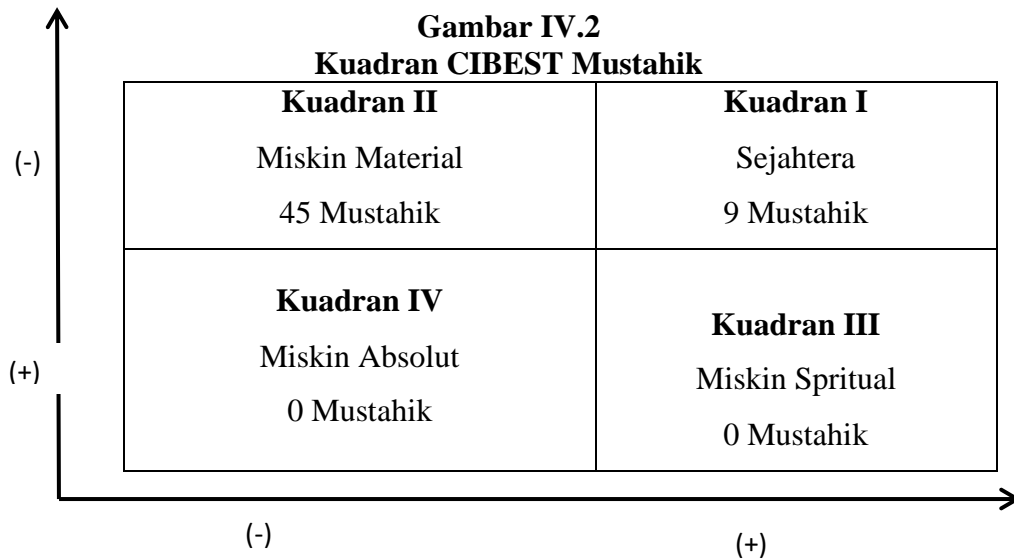 Gambar IV.2
Kuadran CIBEST Mustahik
(-)
Kuadran II
Miskin Material
45 Mustahik
Kuadran I
Sejahtera
9 Mustahik
(+)
Kuadran IV
Miskin Absolut
0 Mustahik
Kuadran III
Miskin Spritual
0 Mustahik
(-)
(+)